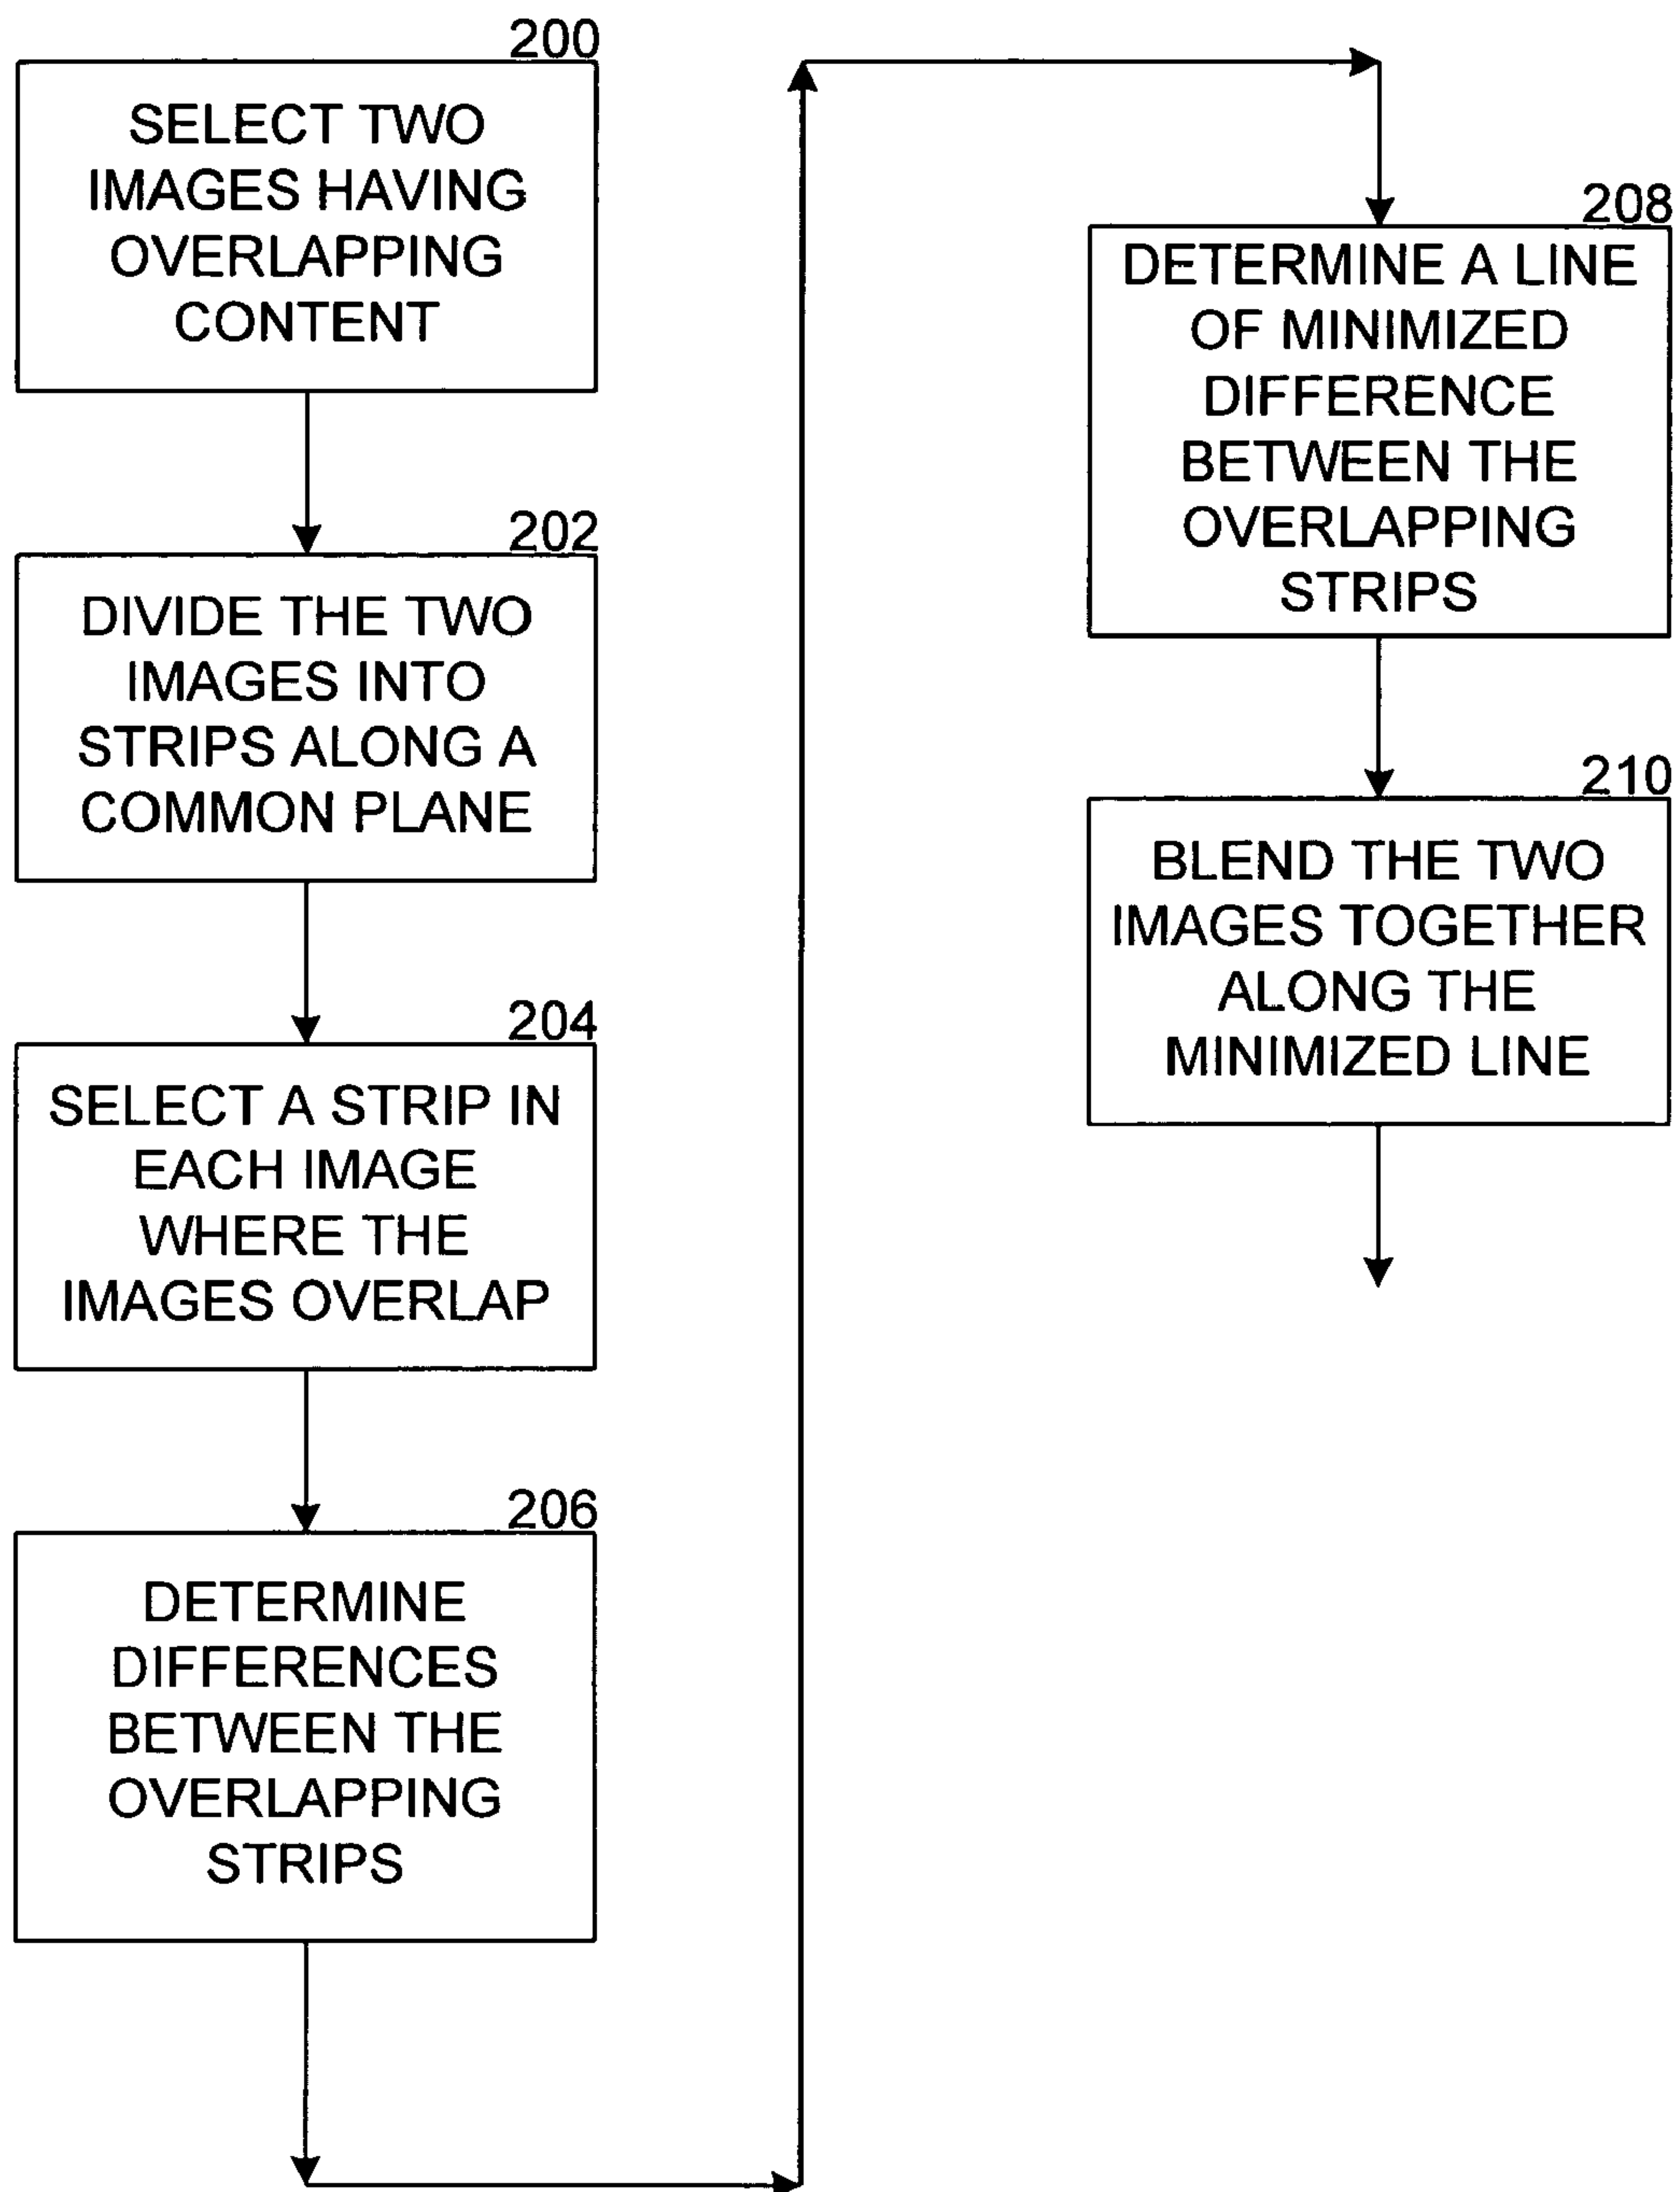 200
SELECT TWO
IMAGES HAVING
OVERLAPPING
CONTENT
202
DIVIDE THE TWO
IMAGES INTO
STRIPS ALONG A
COMMON PLANE
204
SELECT A STRIP IN
EACH IMAGE
WHERE THE
IMAGES OVERLAP
206
DETERMINE
DIFFERENCES
BETWEEN THE
OVERLAPPING
STRIPS
208
DETERMINE A LINE
OF MINIMIZED
DIFFERENCE
BETWEEN THE
OVERLAPPING
STRIPS
210
BLEND THE TWO
IMAGES TOGETHER
ALONG THE
MINIMIZED LINE